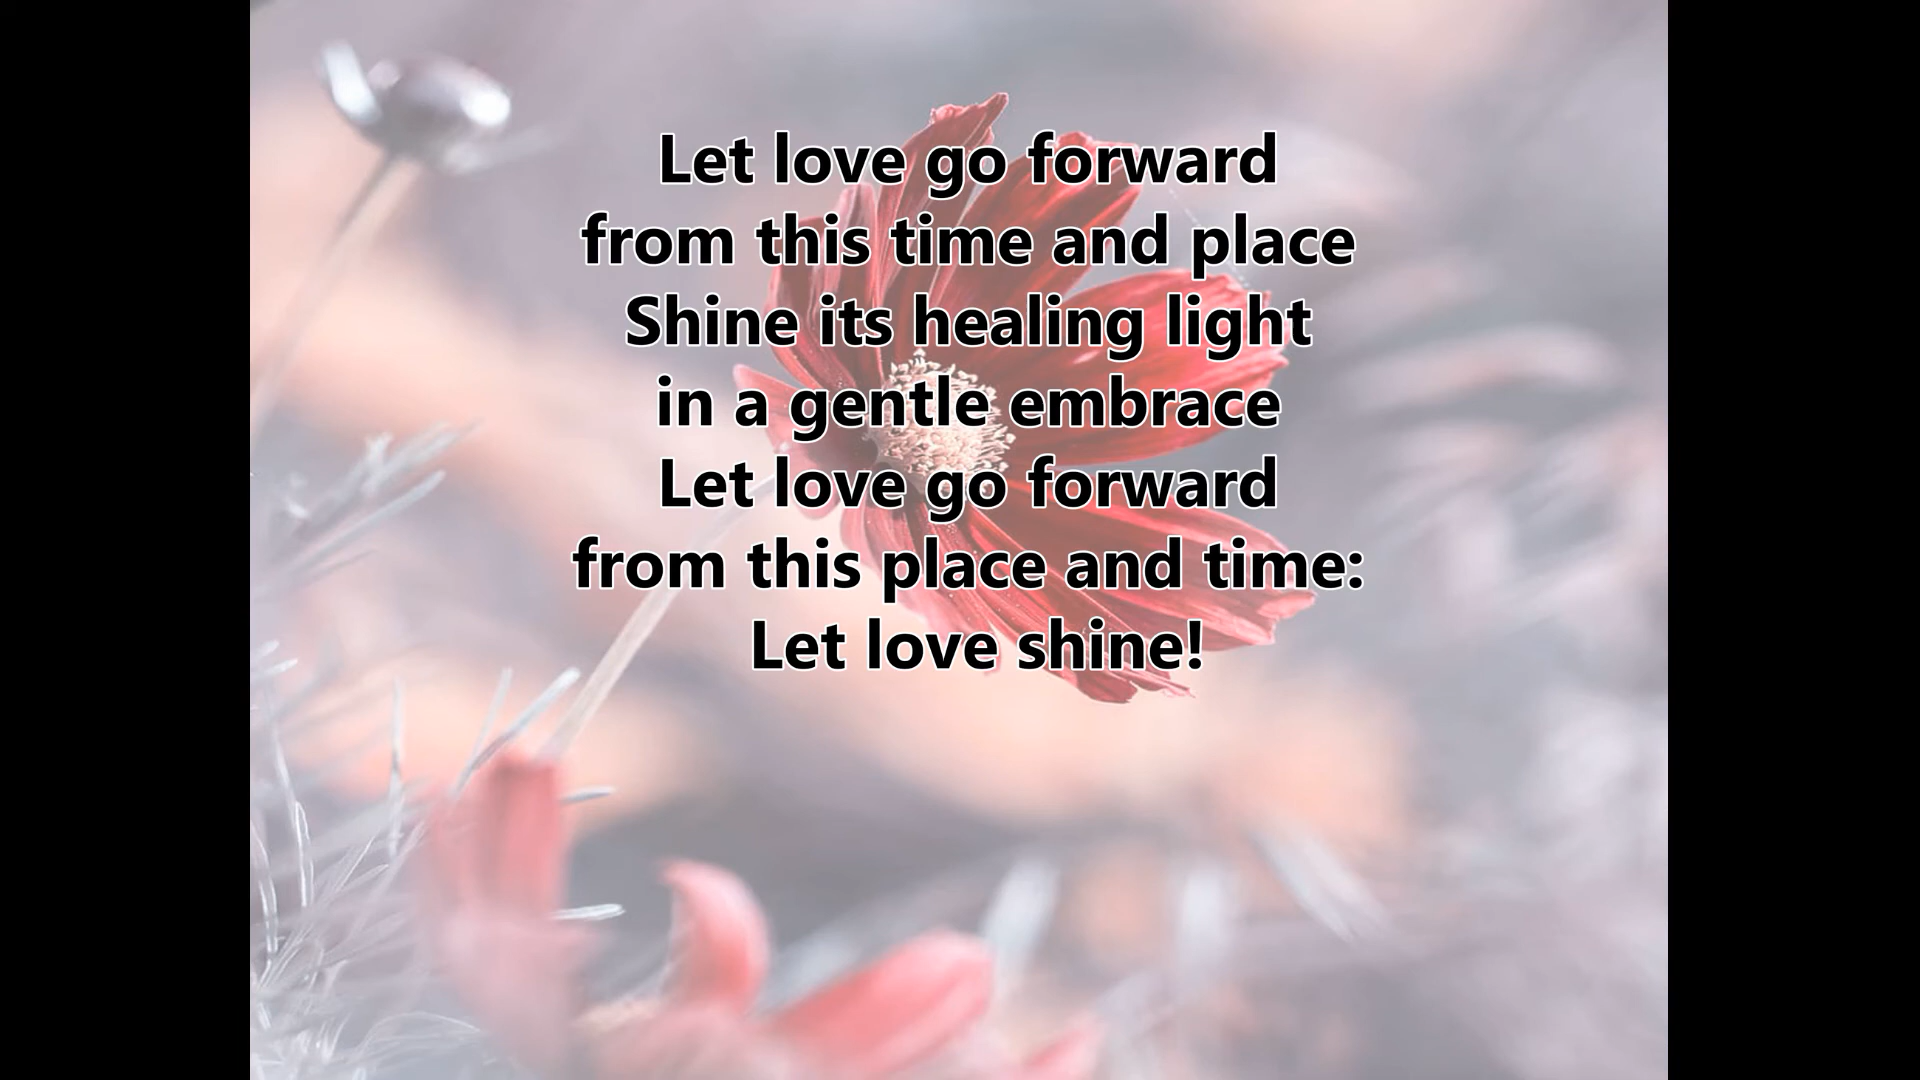 Let love go forward
from this time and place
Shine its healing light
in a gentle embrace
Let love go forward
from this place and time:
Let love shine!